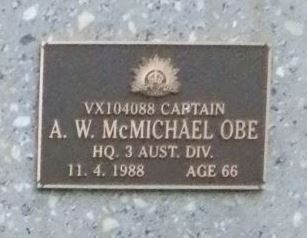 VX104088 CAPTAIN
A. W. McMICHAEL OBE
HQ. 3 AUST. DIV.
11. 4. 1988 AGE 66